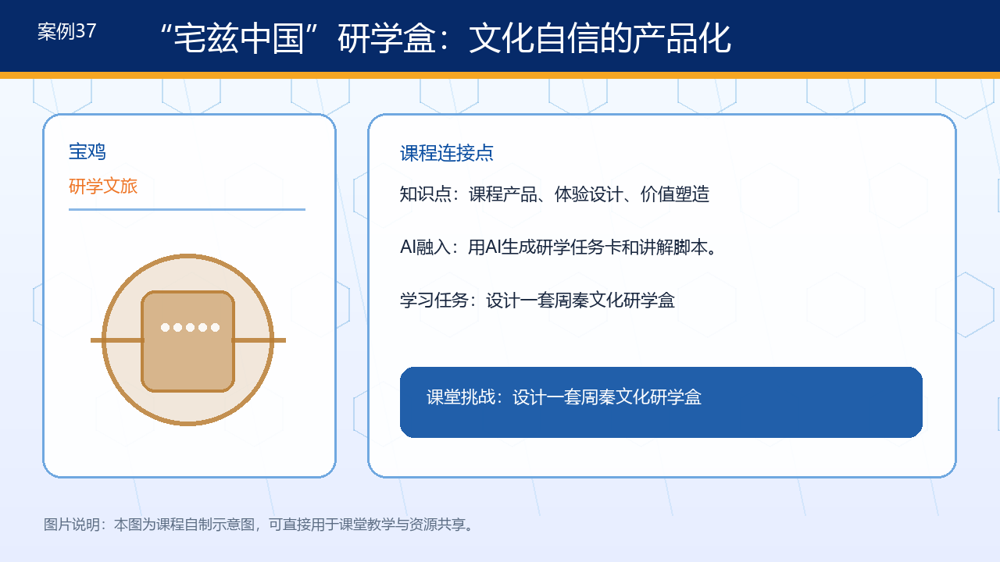 案例37
“宅兹中国”研学盒：文化自信的产品化
宝鸡
研学文旅
课程连接点
知识点：课程产品、体验设计、价值塑造
AI融入：用AI生成研学任务卡和讲解脚本。
学习任务：设计一套周秦文化研学盒
课堂挑战：设计一套周秦文化研学盒
图片说明：本图为课程自制示意图，可直接用于课堂教学与资源共享。